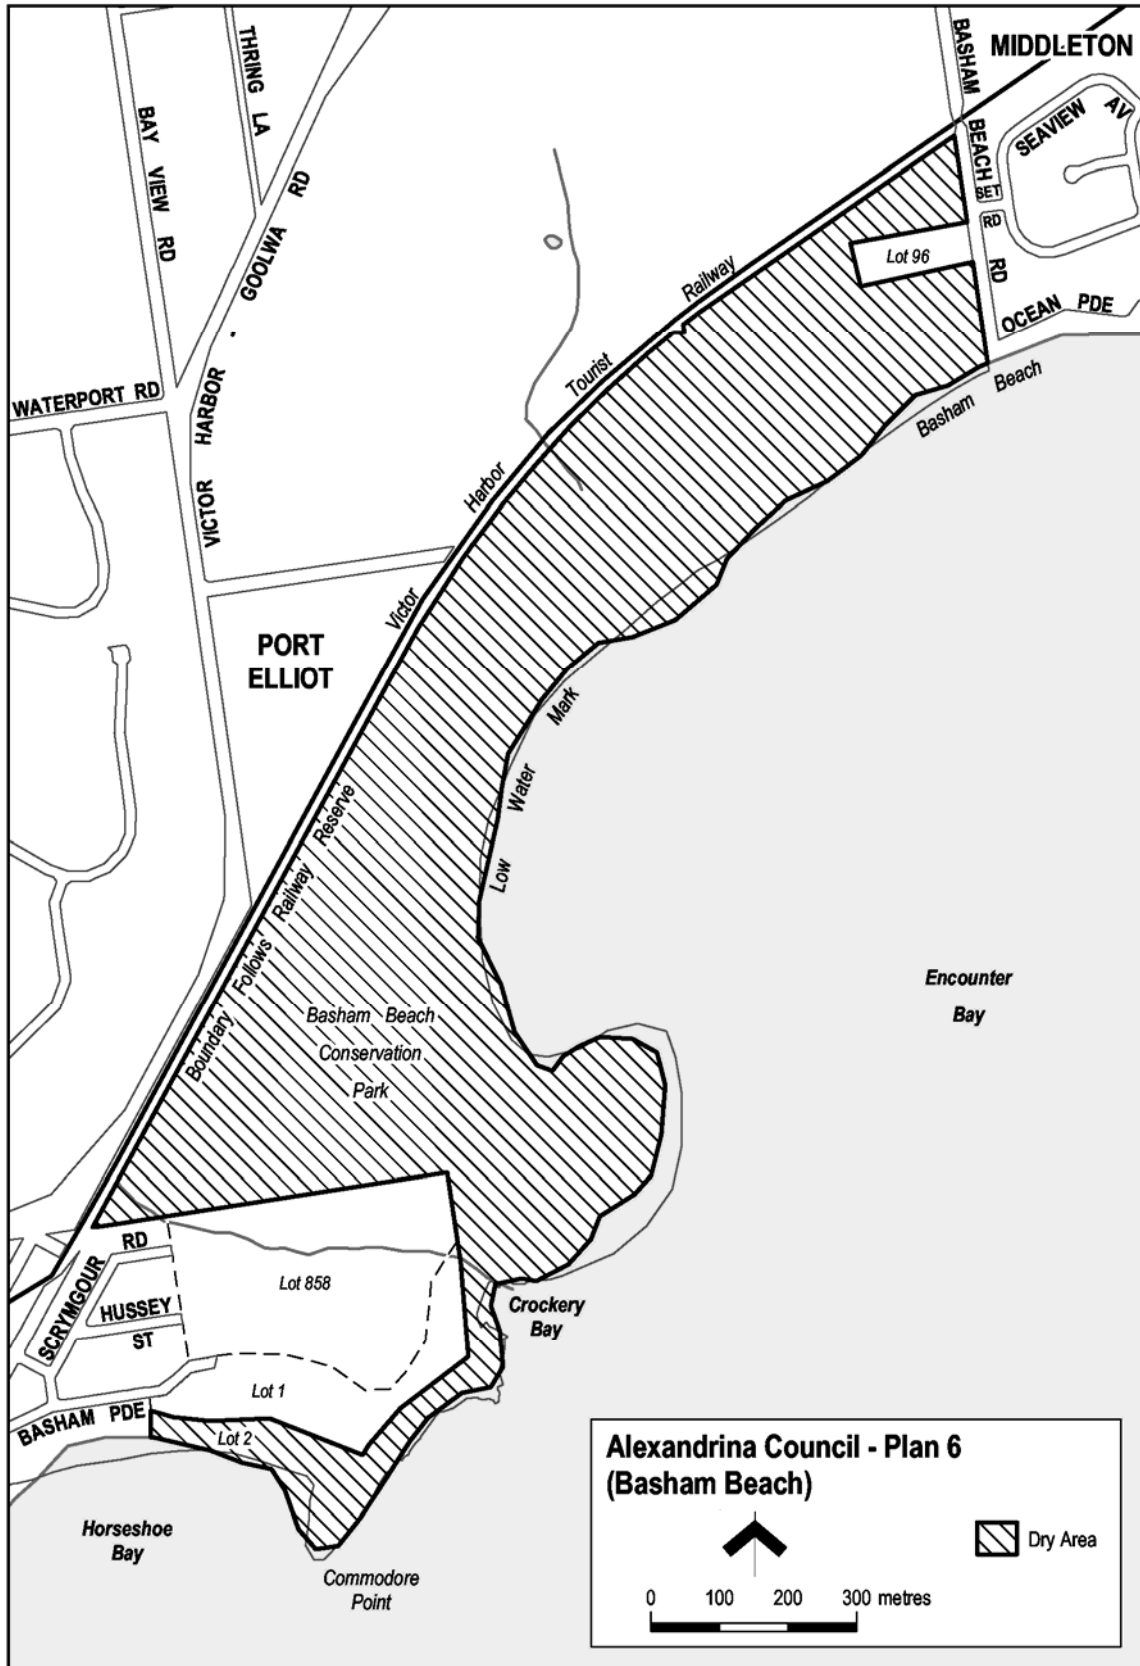 MIDDLETON
BASHAM BEACH RD
THRING LA
BAY VIEW RD
SEAVIEW AV
SET RD
VICTOR HARBOR - GOOLWA RD
Lot 96
OCEAN PDE
Victor Harbor Tourist Railway
Basham Beach
WATERPORT RD
PORT
ELLIOT
Low Water Mark
Boundary Follows Railway Reserve
Encounter
Bay
Basham Beach
Conservation
Park
SCRYMGOUR RD
Lot 858
HUSSEY
ST
Crockery
Bay
Lot 1
BASHAM PDE
Lot 2
Horseshoe
Bay
Commodore
Point
Alexandrina Council - Plan 6
(Basham Beach)
Dry Area
0 100 200 300 metres